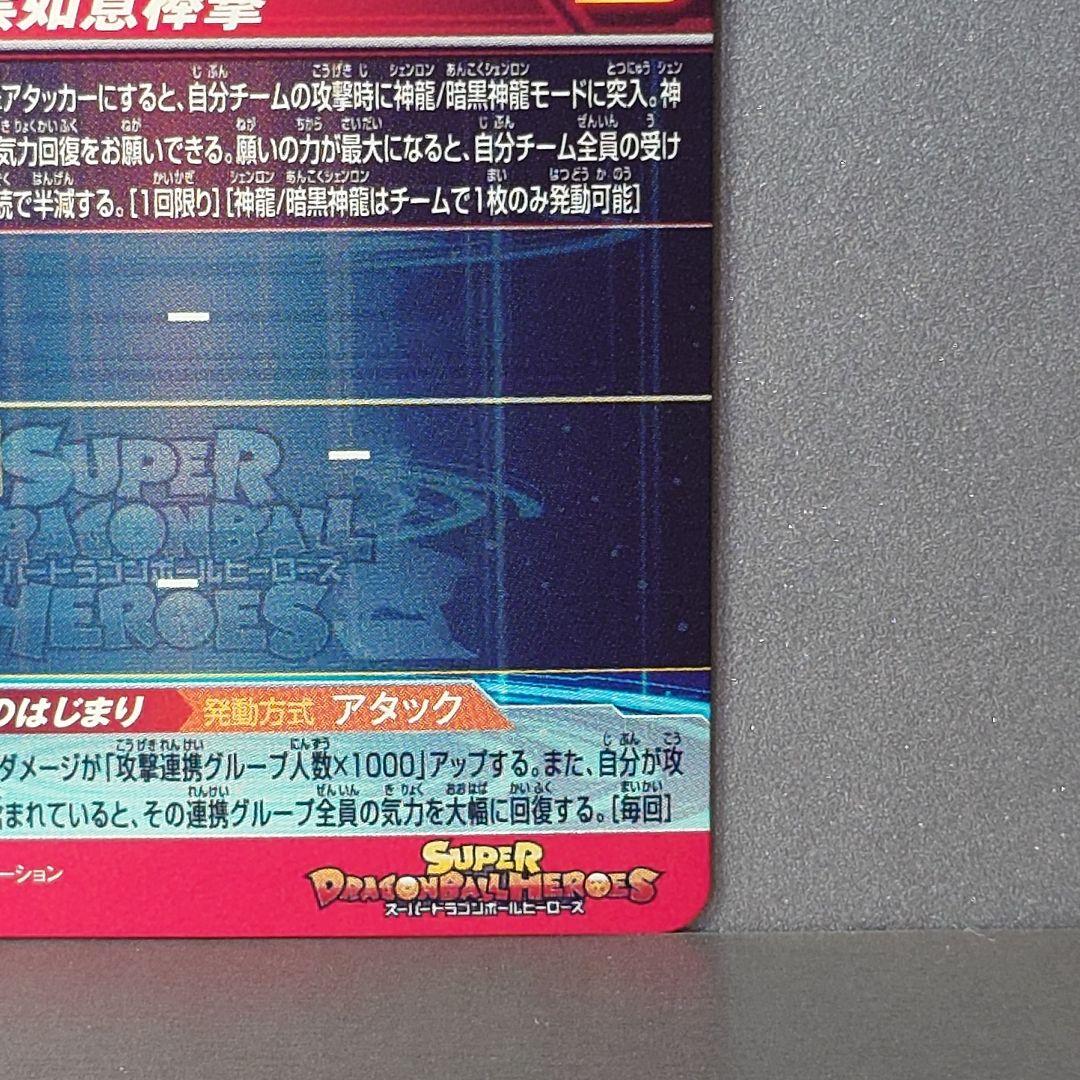 如意棒拳
アタッカーにすると、自分チームの攻撃時に神龍/暗黒神龍モードに突入。神
気力回復をお願いできる。願いの力が最大になると、自分チーム全員の受け
続で半減する。[1回限り][神龍/暗黒神龍はチームで1枚のみ発動可能]
ー
ー
SUPER
DRAGONBALL
スーパードラゴンボールヒーローズ
ー
HEROES
のはじまり 発動方式 アタック
ダメージが「攻撃連携グループ人数×1000」アップする。また、自分が攻
まれていると、その連携グループ全員の気力を大幅に回復する。[毎回]
ーション
SUPER
DRAGONBALL HEROES
スーパードラゴンボールヒーローズ